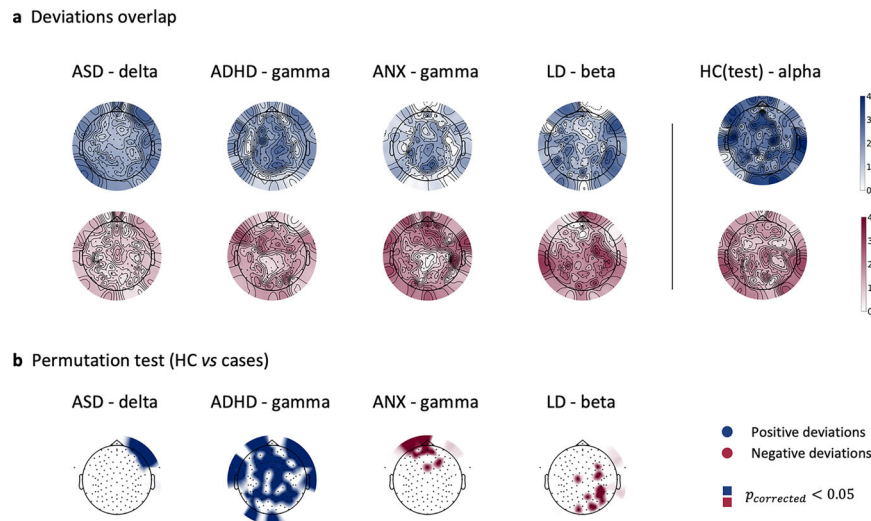 a Deviations overlap
ASD - delta ADHD - gamma ANX - gamma LD - beta HC(test) - alpha
4
3
2
1
0
4
3
2
1
0
b Permutation test (HC vs cases)
ASD - delta ADHD - gamma ANX - gamma LD - beta
Positive deviations
Negative deviations
p_corrected < 0.05